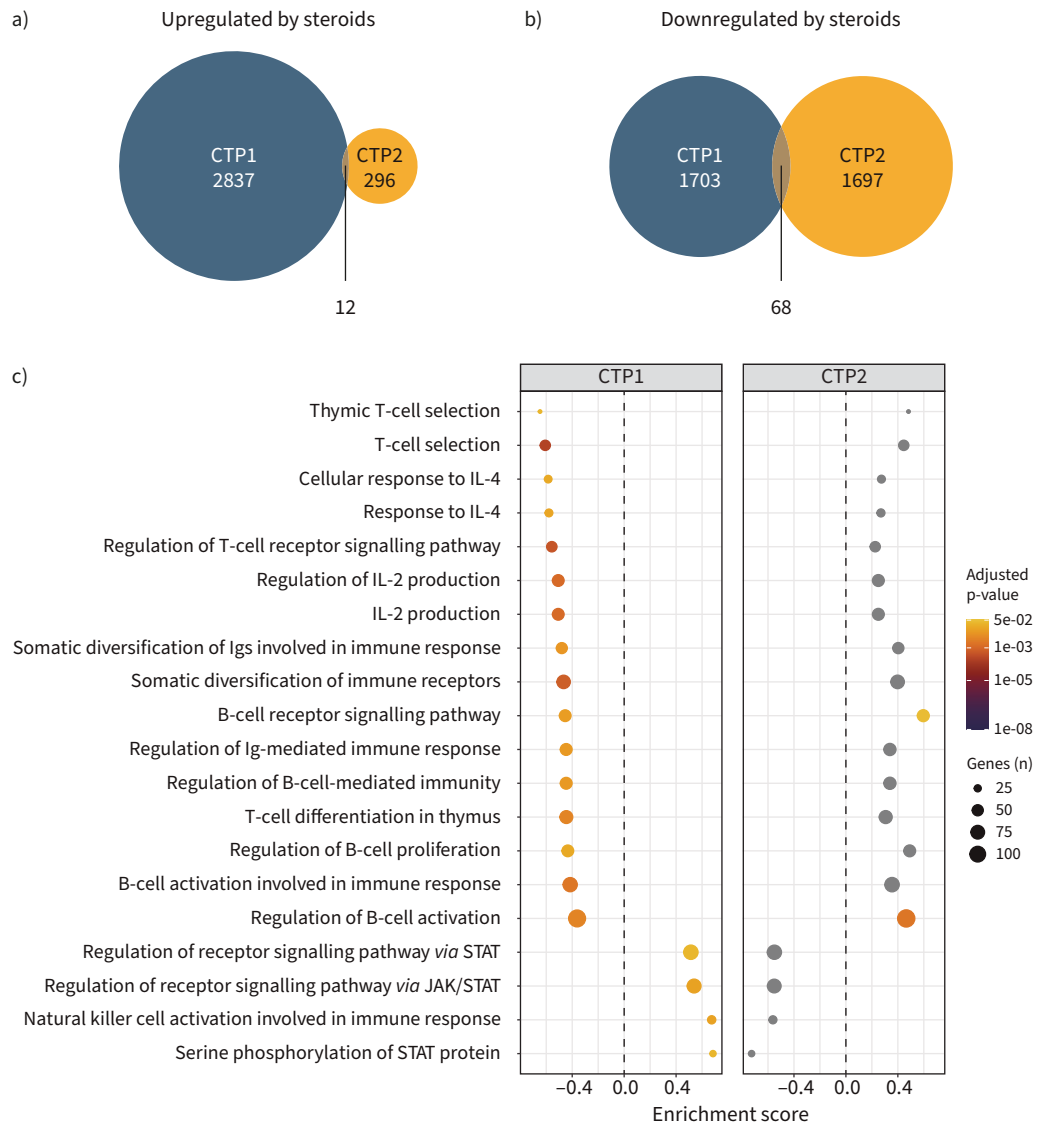 a)
Upregulated by steroids
CTP1
2837
CTP2
296
12
b)
Downregulated by steroids
CTP1
1703
CTP2
1697
68
c)
CTP1
CTP2
Thymic T-cell selection
T-cell selection
Cellular response to IL-4
Response to IL-4
Regulation of T-cell receptor signalling pathway
Regulation of IL-2 production
IL-2 production
Somatic diversification of Igs involved in immune response
Somatic diversification of immune receptors
B-cell receptor signalling pathway
Regulation of Ig-mediated immune response
Regulation of B-cell-mediated immunity
T-cell differentiation in thymus
Regulation of B-cell proliferation
B-cell activation involved in immune response
Regulation of B-cell activation
Regulation of receptor signalling pathway via STAT
Regulation of receptor signalling pathway via JAK/STAT
Natural killer cell activation involved in immune response
Serine phosphorylation of STAT protein
−0.4 0.0 0.4
−0.4 0.0 0.4
Enrichment score
Adjusted
p-value
5e-02
1e-03
1e-05
1e-08
Genes (n)
25
50
75
100